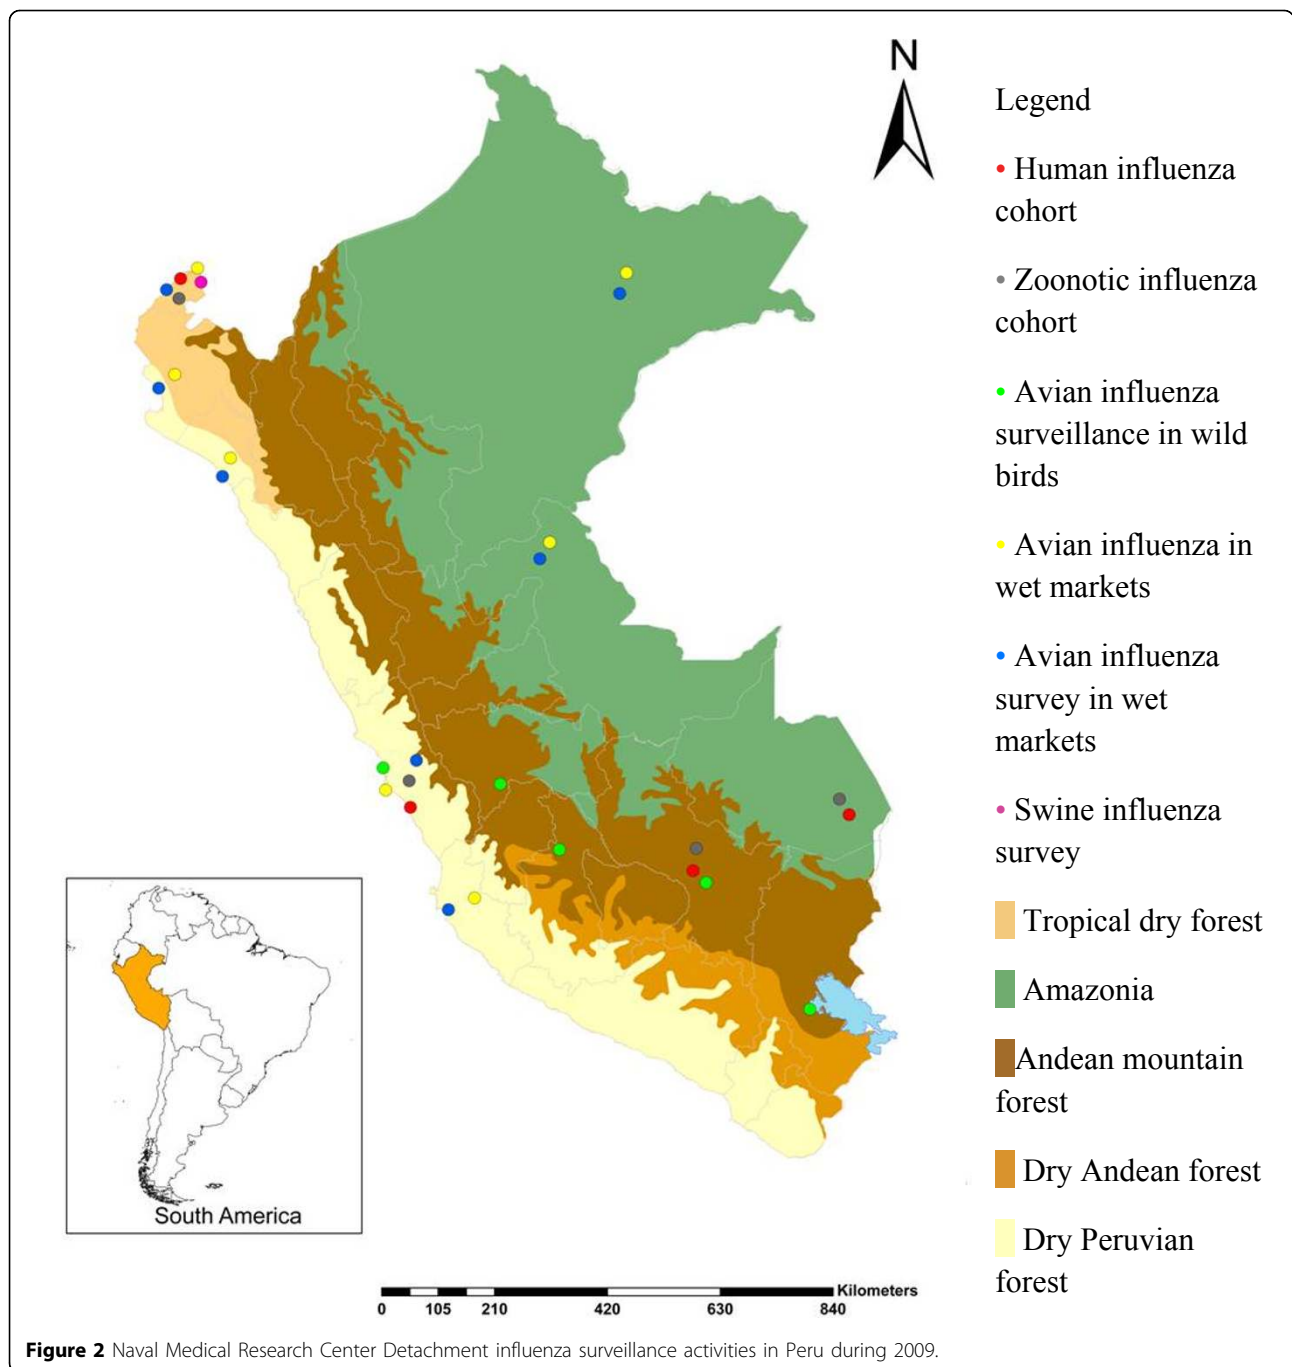 N
Legend
• Human influenza
cohort
• Zoonotic influenza
cohort
• Avian influenza
surveillance in wild
birds
• Avian influenza in
wet markets
• Avian influenza
survey in wet
markets
• Swine influenza
survey
Tropical dry forest
Amazonia
Andean mountain
forest
Dry Andean forest
Dry Peruvian
forest
South America
Kilometers
0 105 210 420 630 840
Figure 2 Naval Medical Research Center Detachment influenza surveillance activities in Peru during 2009.